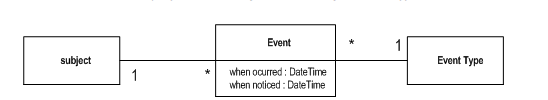 Event
* 1
subject
Event Type
when ocurred : DateTime
when noticed : DateTime
1 *